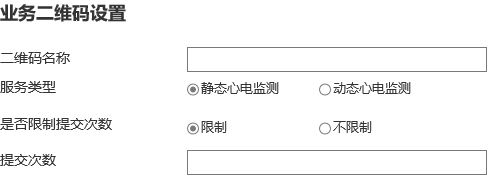 业务二维码设置
二维码名称
服务类型 静态心电监测 动态心电监测
是否限制提交次数 限制 不限制
提交次数